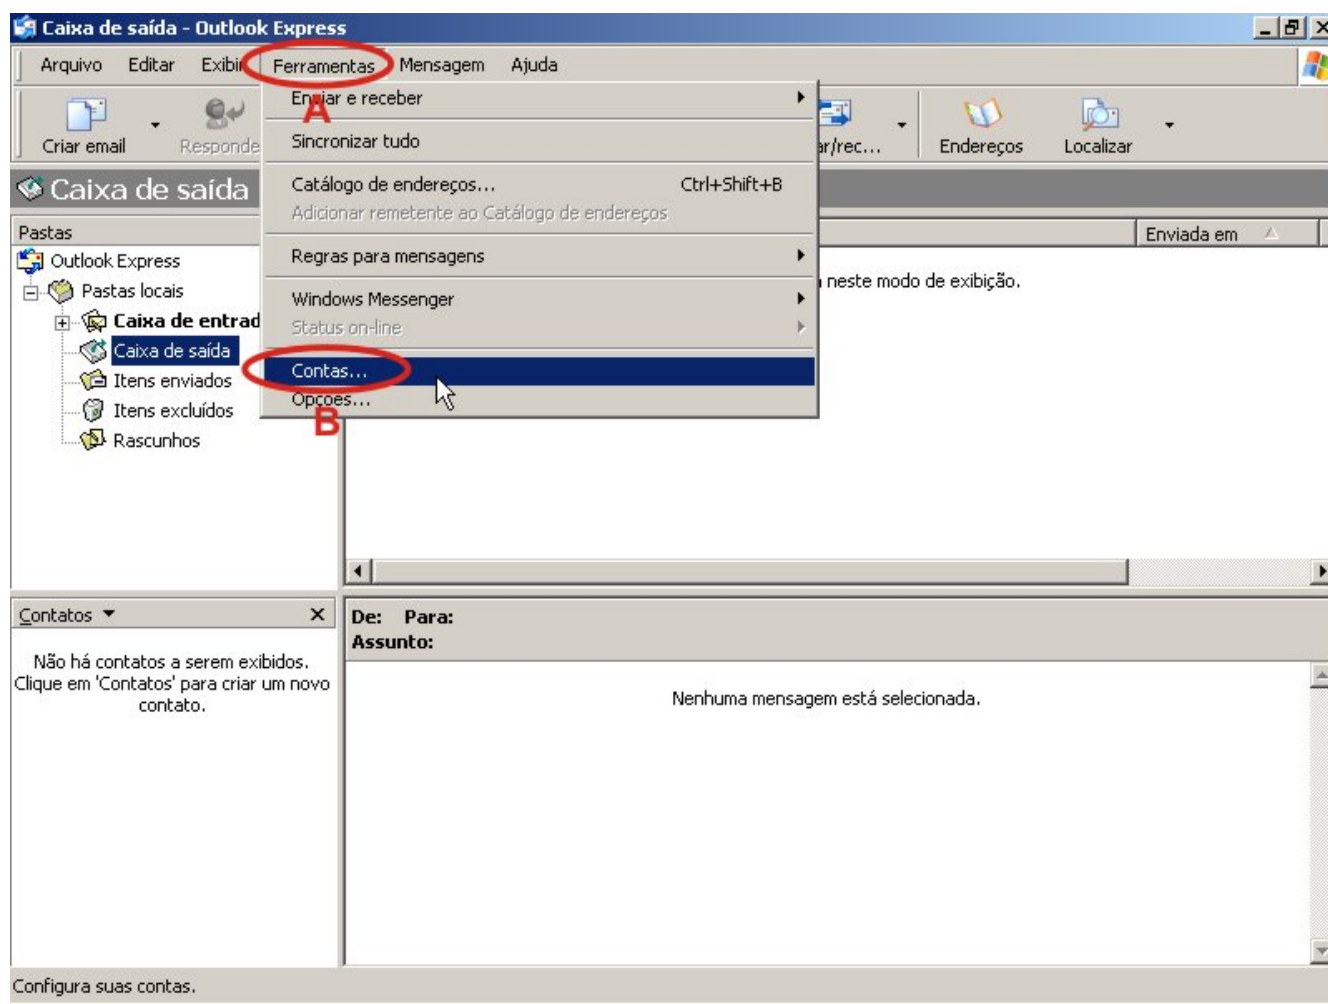 Caixa de saída - Outlook Express
Arquivo Editar Exibir Ferramentas Mensagem Ajuda
A
Enviar e receber
Sincronizar tudo
Catálogo de endereços... Ctrl+Shift+B
Adicionar remetente ao Catálogo de endereços
Regras para mensagens
Windows Messenger
Status on-line
Contas...
Opções...
B
Criar email Responde ar/rec... Endereços Localizar
Caixa de saída
Pastas
Outlook Express
Pastas locais
Caixa de entrad
Caixa de saída
Itens enviados
Itens excluídos
Rascunhos
Enviada em
neste modo de exibição.
Contatos
Não há contatos a serem exibidos.
Clique em 'Contatos' para criar um novo
contato.
De: Para:
Assunto:
Nenhuma mensagem está selecionada.
Configura suas contas.